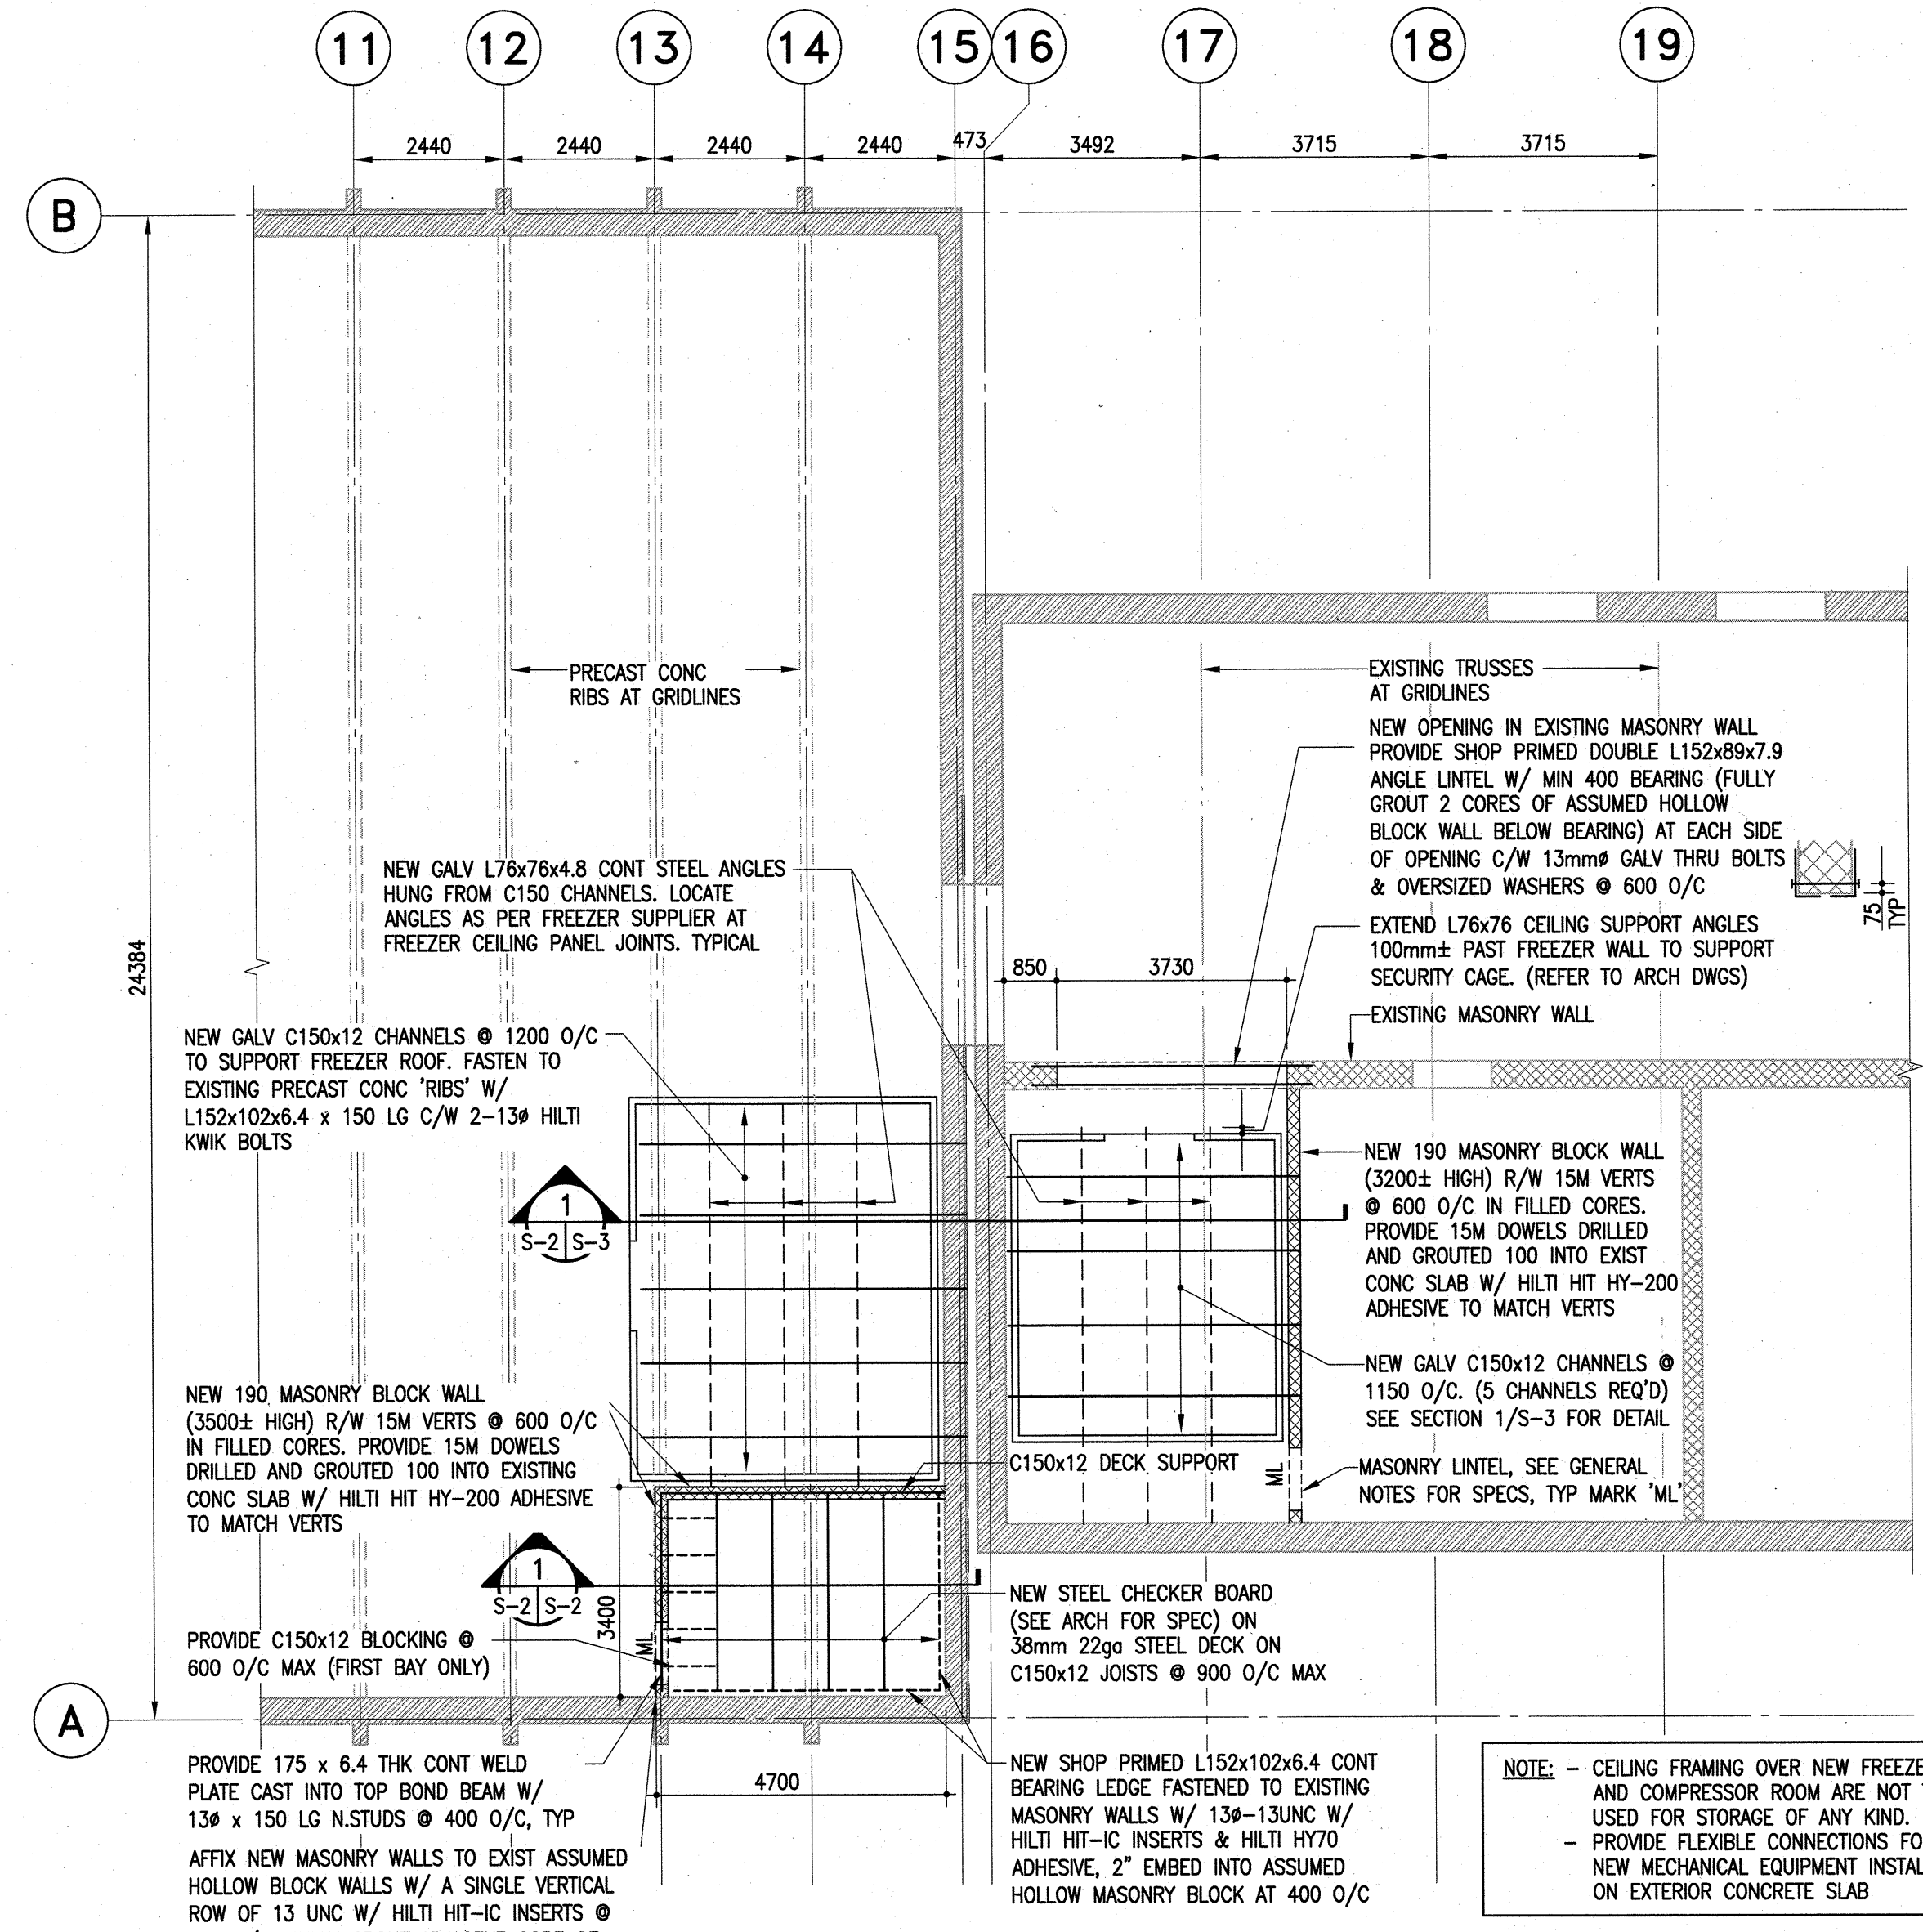 11 12 13 14 15 16 17 18 19
2440 2440 2440 2440 473 3492 3715 3715
B
24384
PRECAST CONC
RIBS AT GRIDLINES
EXISTING TRUSSES
AT GRIDLINES
NEW OPENING IN EXISTING MASONRY WALL
PROVIDE SHOP PRIMED DOUBLE L152x89x7.9
ANGLE LINTEL W/ MIN 400 BEARING (FULLY
GROUT 2 CORES OF ASSUMED HOLLOW
BLOCK WALL BELOW BEARING) AT EACH SIDE
OF OPENING C/W 13mmø GALV THRU BOLTS
& OVERSIZED WASHERS @ 600 O/C
75
TYP
NEW GALV L76x76x4.8 CONT STEEL ANGLES
HUNG FROM C150 CHANNELS. LOCATE
ANGLES AS PER FREEZER SUPPLIER AT
FREEZER CEILING PANEL JOINTS. TYPICAL
EXTEND L76x76 CEILING SUPPORT ANGLES
100mm± PAST FREEZER WALL TO SUPPORT
SECURITY CAGE. (REFER TO ARCH DWGS)
850 3730
EXISTING MASONRY WALL
NEW GALV C150x12 CHANNELS @ 1200 O/C
TO SUPPORT FREEZER ROOF. FASTEN TO
EXISTING PRECAST CONC 'RIBS' W/
L152x102x6.4 x 150 LG C/W 2-13ø HILTI
KWIK BOLTS
1
S-2 S-3
NEW 190 MASONRY BLOCK WALL
(3200± HIGH) R/W 15M VERTS
@ 600 O/C IN FILLED CORES.
PROVIDE 15M DOWELS DRILLED
AND GROUTED 100 INTO EXIST
CONC SLAB W/ HILTI HIT HY-200
ADHESIVE TO MATCH VERTS
NEW GALV C150x12 CHANNELS @
1150 O/C. (5 CHANNELS REQ'D)
SEE SECTION 1/S-3 FOR DETAIL
NEW 190 MASONRY BLOCK WALL
(3500± HIGH) R/W 15M VERTS @ 600 O/C
IN FILLED CORES. PROVIDE 15M DOWELS
DRILLED AND GROUTED 100 INTO EXISTING
CONC SLAB W/ HILTI HIT HY-200 ADHESIVE
TO MATCH VERTS
C150x12 DECK SUPPORT
ML
MASONRY LINTEL, SEE GENERAL
NOTES FOR SPECS, TYP MARK 'ML'
1
S-2 S-2
3400
ML
PROVIDE C150x12 BLOCKING @
600 O/C MAX (FIRST BAY ONLY)
NEW STEEL CHECKER BOARD
(SEE ARCH FOR SPEC) ON
38mm 22ga STEEL DECK ON
C150x12 JOISTS @ 900 O/C MAX
A
PROVIDE 175 x 6.4 THK CONT WELD
PLATE CAST INTO TOP BOND BEAM W/
13ø x 150 LG N.STUDS @ 400 O/C, TYP
4700
AFFIX NEW MASONRY WALLS TO EXIST ASSUMED
HOLLOW BLOCK WALLS W/ A SINGLE VERTICAL
ROW OF 13 UNC W/ HILTI HIT-IC INSERTS @
NEW SHOP PRIMED L152x102x6.4 CONT
BEARING LEDGE FASTENED TO EXISTING
MASONRY WALLS W/ 13ø-13UNC W/
HILTI HIT-IC INSERTS & HILTI HY70
ADHESIVE, 2" EMBED INTO ASSUMED
HOLLOW MASONRY BLOCK AT 400 O/C
NOTE: - CEILING FRAMING OVER NEW FREEZE
AND COMPRESSOR ROOM ARE NOT
USED FOR STORAGE OF ANY KIND.
- PROVIDE FLEXIBLE CONNECTIONS FO
NEW MECHANICAL EQUIPMENT INSTAL
ON EXTERIOR CONCRETE SLAB